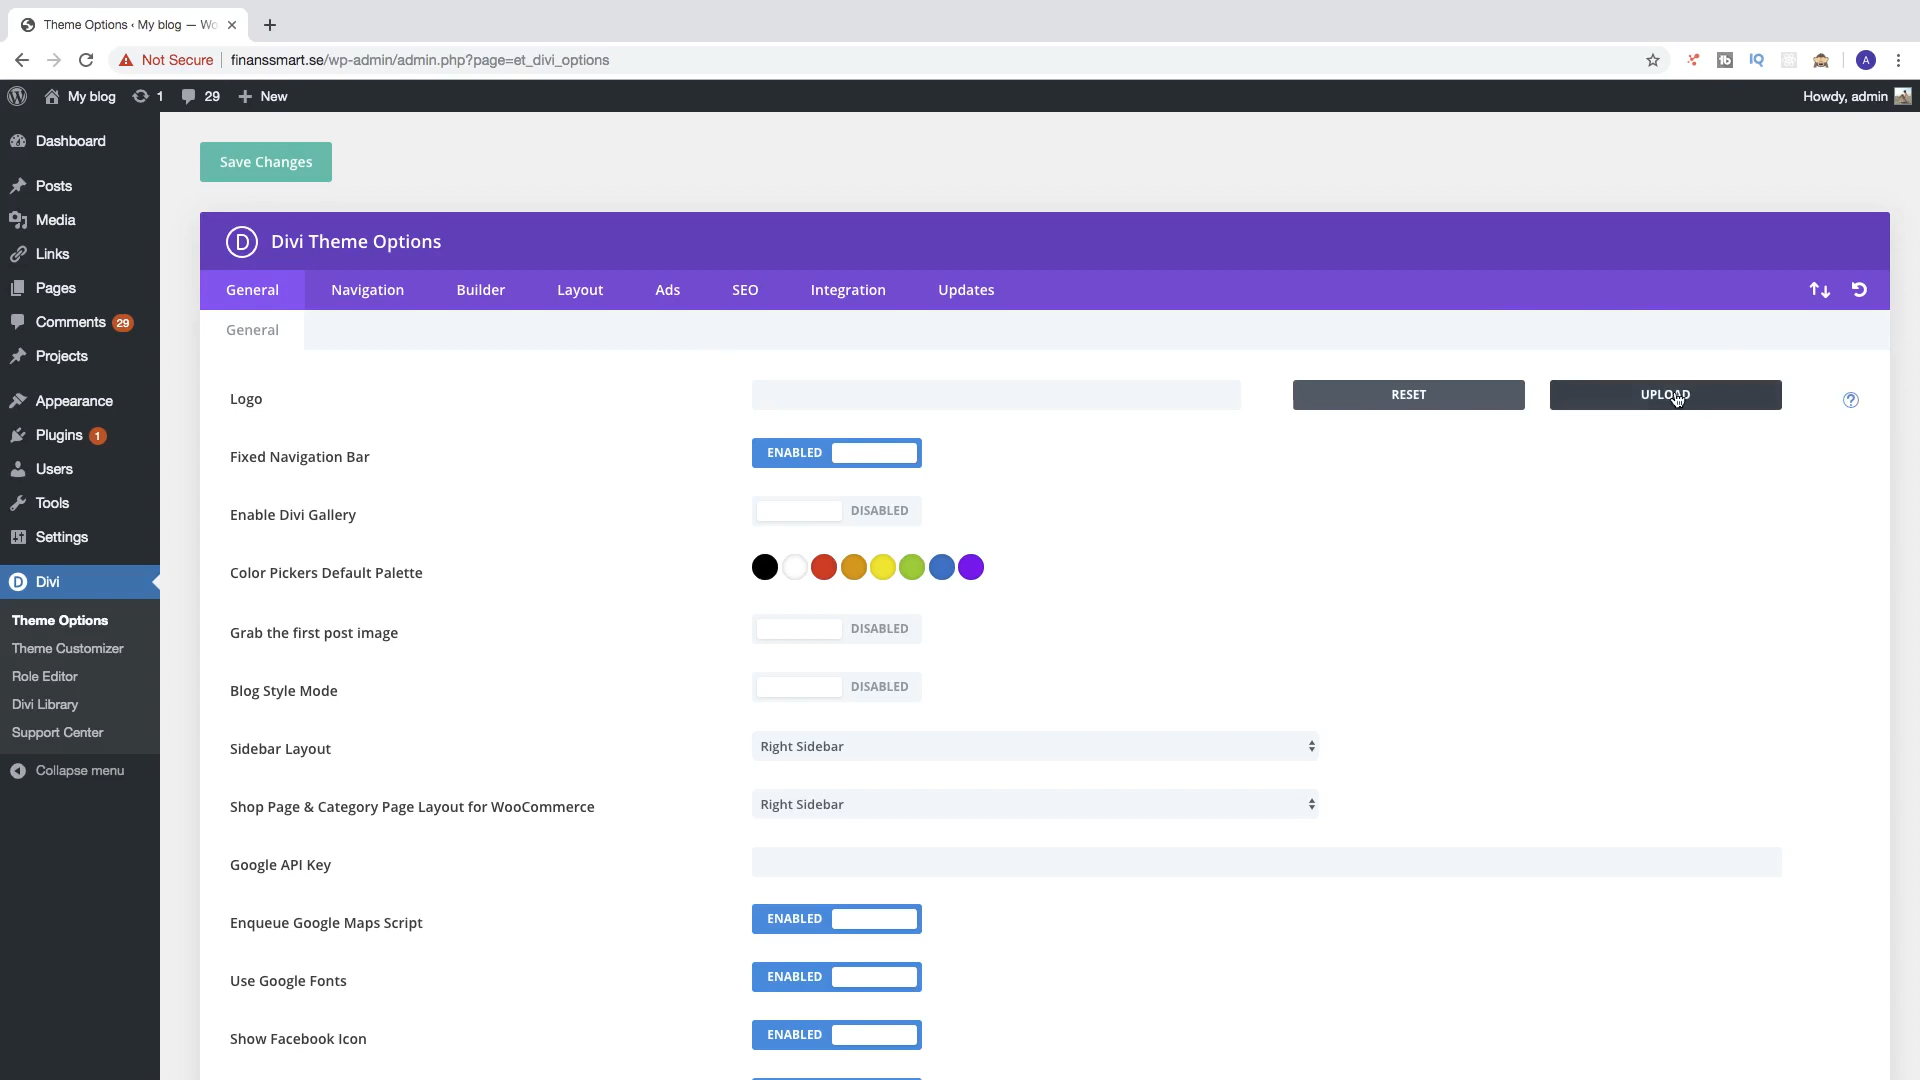 Theme Options ‹ My blog — Wo
Not Secure
finanssmart.se/wp-admin/admin.php?page=et_divi_options
IQ
A
My blog
1
29
New
Howdy, admin
Dashboard
Posts
Media
Links
Pages
Comments 29
Projects
Appearance
Plugins 1
Users
Tools
Settings
D Divi
Theme Options
Theme Customizer
Role Editor
Divi Library
Support Center
Collapse menu
Save Changes
D Divi Theme Options
General Navigation Builder Layout Ads SEO Integration Updates
General
Logo RESET UPLOAD ?
Fixed Navigation Bar ENABLED
Enable Divi Gallery DISABLED
Color Pickers Default Palette
Grab the first post image DISABLED
Blog Style Mode DISABLED
Sidebar Layout Right Sidebar
Shop Page & Category Page Layout for WooCommerce Right Sidebar
Google API Key
Enqueue Google Maps Script ENABLED
Use Google Fonts ENABLED
Show Facebook Icon ENABLED